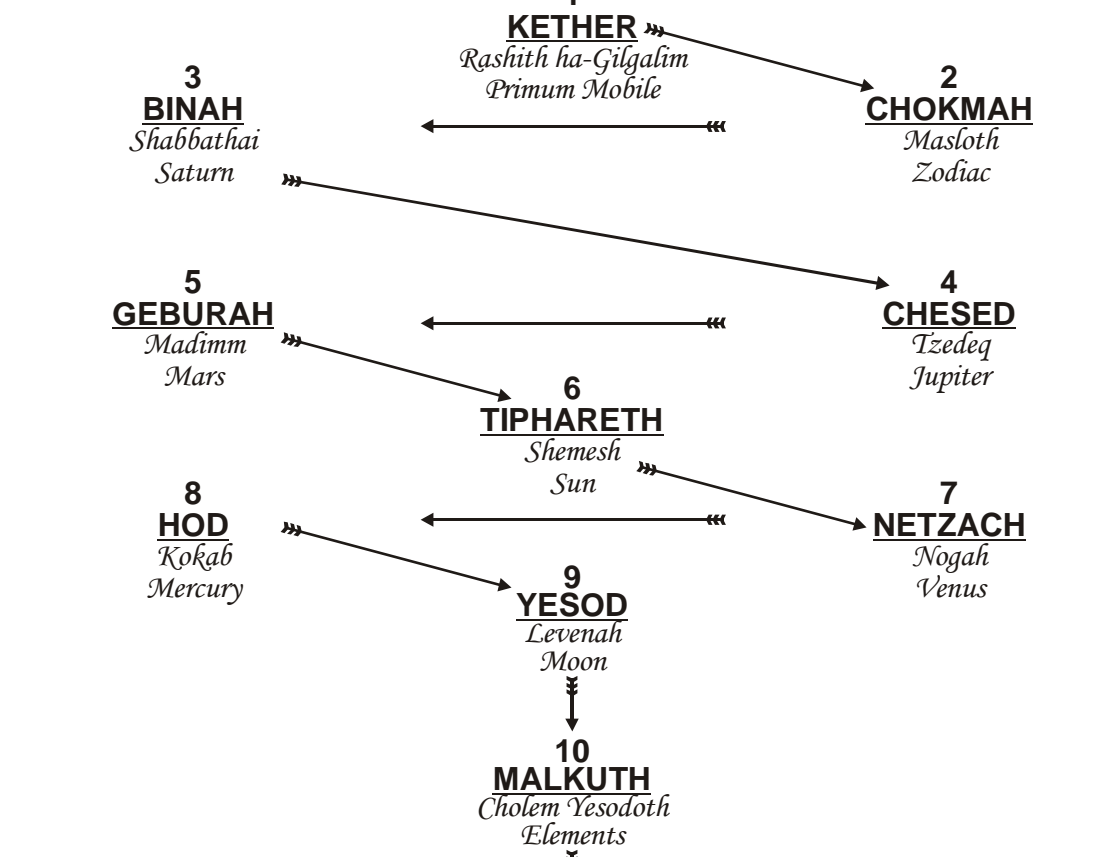 KETHER
Rashith ha-Gilgalim
Primum Mobile
2
CHOKMAH
Masloth
Zodiac
3
BINAH
Shabbathai
Saturn
4
CHESED
Tzedeq
Jupiter
5
GEBURAH
Madimm
Mars
6
TIPHARETH
Shemesh
Sun
7
NETZACH
Nogah
Venus
8
HOD
Kokab
Mercury
9
YESOD
Levenah
Moon
10
MALKUTH
Cholem Yesodoth
Elements